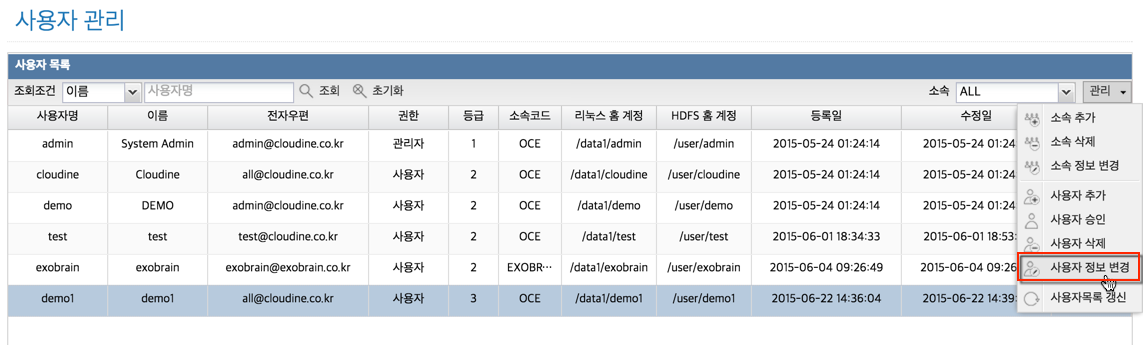 사용자 관리
사용자 목록
조회조건 이름 사용자명 조회 초기화 소속 ALL 관리
사용자명 이름 전자우편 권한 등급 소속코드 리눅스 홈 계정 HDFS 홈 계정 등록일 수정일
admin System Admin admin@cloudine.co.kr 관리자 1 OCE /data1/admin /user/admin 2015-05-24 01:24:14 2015-05-24 01:24
cloudine Cloudine all@cloudine.co.kr 사용자 2 OCE /data1/cloudine /user/cloudine 2015-05-24 01:24:14 2015-05-24 01:24
demo DEMO admin@cloudine.co.kr 사용자 2 OCE /data1/demo /user/demo 2015-05-24 01:24:14 2015-05-24 01:24
test test test@cloudine.co.kr 사용자 2 OCE /data1/test /user/test 2015-06-01 18:34:33 2015-06-01 18:53
exobrain exobrain exobrain@exobrain.co.kr 사용자 2 EXOBR··· /data1/exobrain /user/exobrain 2015-06-04 09:26:49 2015-06-04 09:26
demo1 demo1 all@cloudine.co.kr 사용자 3 OCE /data1/demo1 /user/demo1 2015-06-22 14:36:04 2015-06-22 14:39
소속 추가
소속 삭제
소속 정보 변경
사용자 추가
사용자 승인
사용자 삭제
사용자 정보 변경
사용자목록 갱신